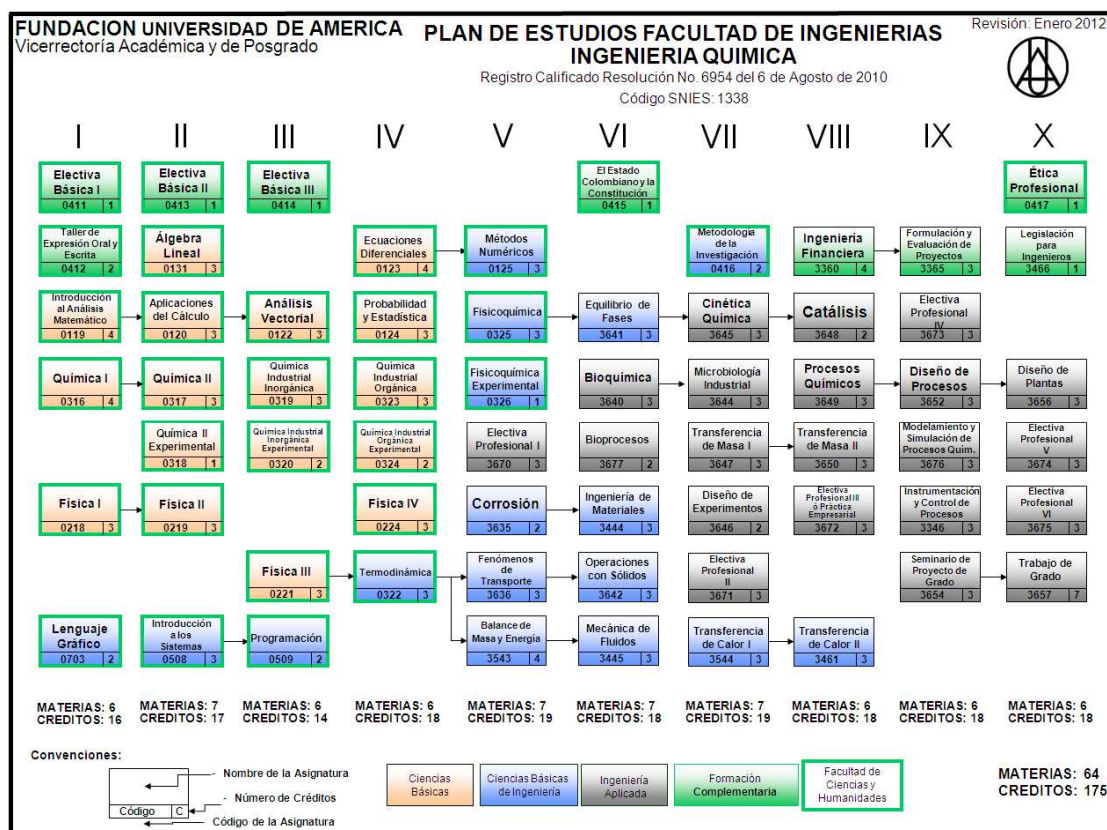 FUNDACION UNIVERSIDAD DE AMERICA
Vicerrectoría Académica y de Posgrado
PLAN DE ESTUDIOS FACULTAD DE INGENIERIAS
INGENIERIA QUIMICA
Registro Calificado Resolución No. 6954 del 6 de Agosto de 2010
Código SNIES: 1338
Revisión: Enero 2012
I II III IV V VI VII VIII IX X
Electiva
Básica I
0411 1
Electiva
Básica II
0413 1
Electiva
Básica III
0414 1
El Estado
Colombiano y la
Constitución
0415 1
Ética
Profesional
0417 1
Taller de
Expresión Oral y
Escrita
0412 2
Álgebra
Lineal
0131 3
Ecuaciones
Diferenciales
0123 4
Métodos
Numéricos
0125 3
Metodología
de la
Investigación
0416 2
Ingeniería
Financiera
3360 4
Formulación y
Evaluación de
Proyectos
3365 3
Legislación
para
Ingenieros
3466 1
Introducción
al Análisis
Matemático
0119 4
Aplicaciones
del Cálculo
0120 3
Análisis
Vectorial
0122 3
Probabilidad
y Estadística
0124 3
Fisicoquímica
0325 3
Equilibrio de
Fases
3641 3
Cinética
Química
3645 3
Catálisis
3648 2
Electiva
Profesional
IV
3673 3
Química I
0316 4
Química II
0317 3
Química
Industrial
Inorgánica
0319 3
Química
Industrial
Orgánica
0323 3
Fisicoquímica
Experimental
0326 1
Bioquímica
3640 3
Microbiología
Industrial
3644 3
Procesos
Químicos
3649 3
Diseño de
Procesos
3652 3
Diseño de
Plantas
3656 3
Química II
Experimental
0318 1
Química Industrial
Inorgánica
Experimental
0320 2
Química Industrial
Orgánica
Experimental
0324 2
Electiva
Profesional I
3670 3
Bioprocesos
3677 2
Transferencia
de Masa I
3647 3
Transferencia
de Masa II
3650 3
Modelamiento y
Simulación de
Procesos Quím.
3676 3
Electiva
Profesional
V
3674 3
Física I
0218 3
Física II
0219 3
Física IV
0224 3
Corrosión
3635 2
Ingeniería de
Materiales
3444 3
Diseño de
Experimentos
3646 2
Electiva
Profesional III
ó Práctica
Empresarial
3672 3
Instrumentación
y Control de
Procesos
3346 3
Electiva
Profesional
VI
3675 3
Física III
0221 3
Termodinámica
0322 3
Fenómenos
de
Transporte
3636 3
Operaciones
con Sólidos
3642 3
Electiva
Profesional
II
3671 3
Seminario de
Proyecto de
Grado
3654 3
Trabajo de
Grado
3657 7
Lenguaje
Gráfico
0703 2
Introducción
a los
Sistemas
0508 3
Programación
0509 2
Balance de
Masa y Energía
3543 4
Mecánica de
Fluidos
3445 3
Transferencia
de Calor I
3544 3
Transferencia
de Calor II
3461 3
MATERIAS: 6
CREDITOS: 16
MATERIAS: 7
CREDITOS: 17
MATERIAS: 6
CREDITOS: 14
MATERIAS: 6
CREDITOS: 18
MATERIAS: 7
CREDITOS: 19
MATERIAS: 7
CREDITOS: 18
MATERIAS: 7
CREDITOS: 19
MATERIAS: 6
CREDITOS: 18
MATERIAS: 6
CREDITOS: 18
MATERIAS: 6
CREDITOS: 18
Convenciones:
Código C
- Nombre de la Asignatura
- Número de Créditos
Código de la Asignatura
Ciencias
Básicas
Ciencias Básicas
de Ingeniería
Ingeniería
Aplicada
Formación
Complementaria
Facultad de
Ciencias y
Humanidades
MATERIAS: 64
CREDITOS: 175